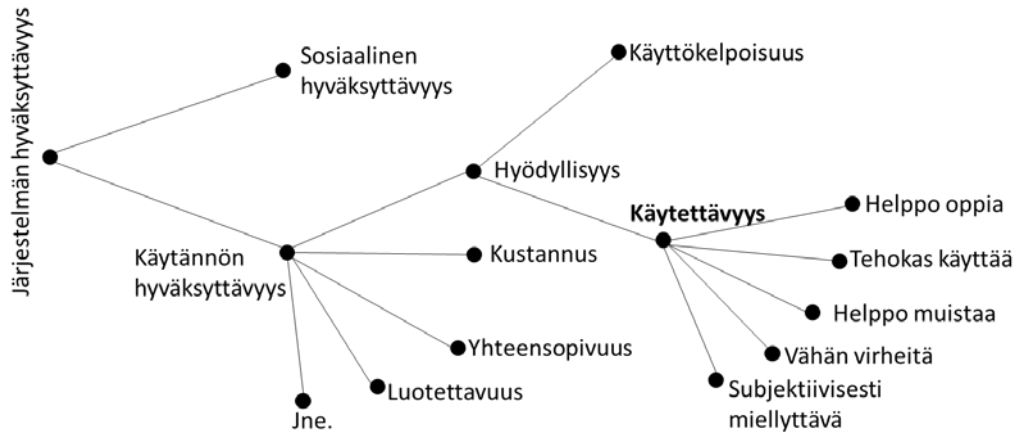 Järjestelmän hyväksyttävyys
Sosiaalinen
hyväksyttävyys
Käytännön
hyväksyttävyys
Hyödyllisyys
Kustannus
Yhteensopivuus
Luotettavuus
Jne.
Käyttökelpoisuus
Käytettävyys
Helppo oppia
Tehokas käyttää
Helppo muistaa
Vähän virheitä
Subjektiivisesti
miellyttävä